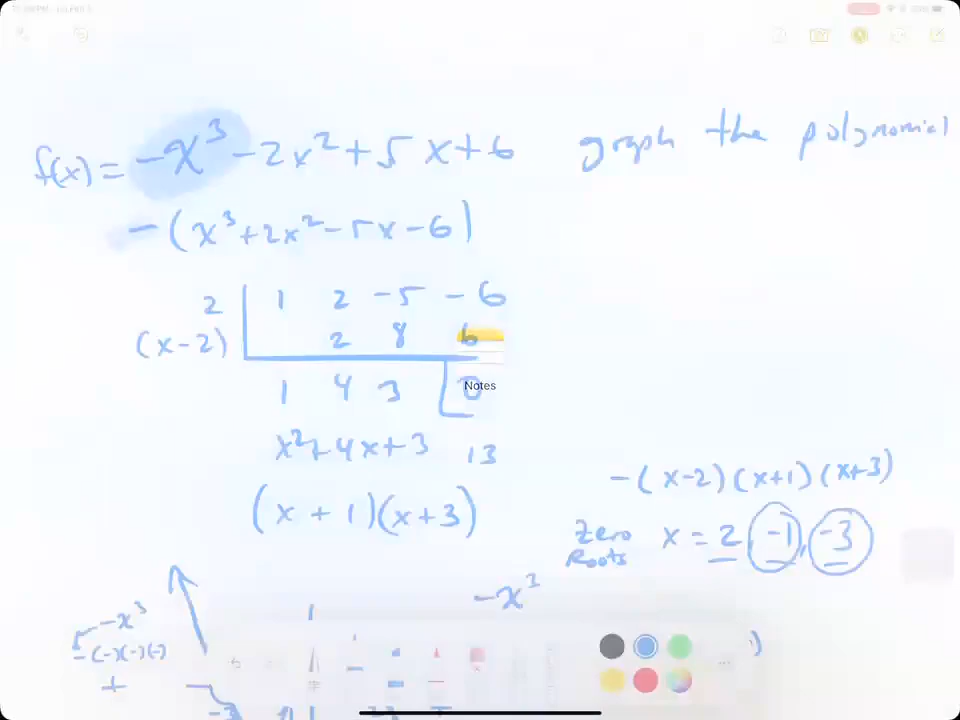 f(x) = -x³ - 2x² + 5x + 6 graph the polynomial
-(x³ + 2x² - 5x - 6)
2 1 2 -5 -6
(x-2) 2 8 6
1 4 3 0
Notes
x² + 4x + 3 13
-(x-2)(x+1)(x+3)
(x + 1)(x+3)
Zero x = 2, -1, -3
Roots
-x³
-x³
-(-)(-)(-)
+
-3